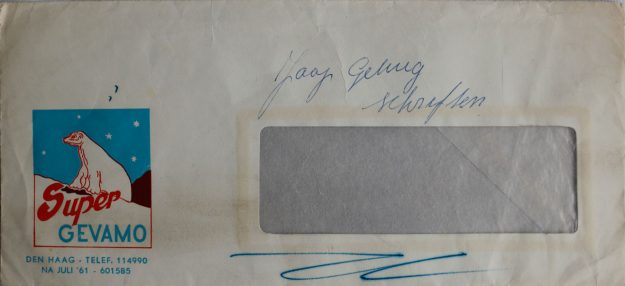 schriften
Super
GEVAMO
DEN HAAG - TELEF. 114990
NA JULI '61 - 601585